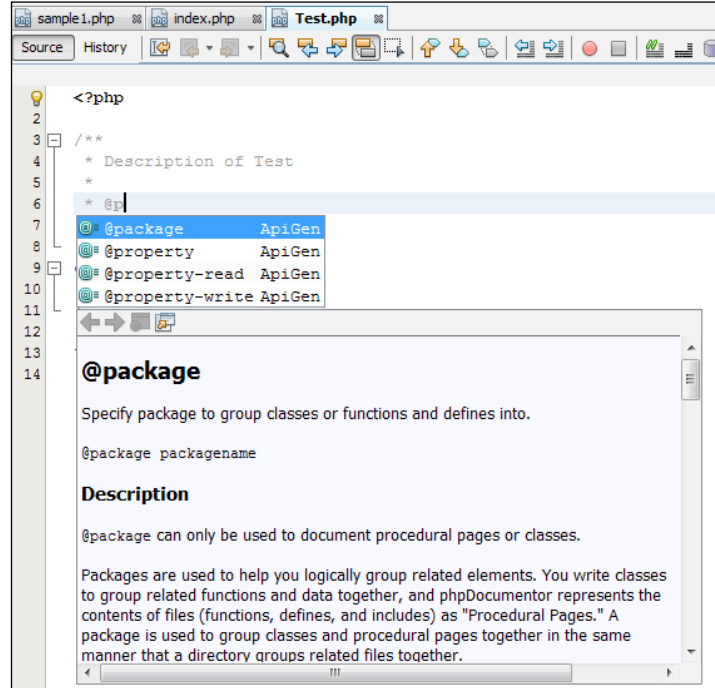 sample1.php index.php Test.php
Source History
<?php
2
3 /**
4 * Description of Test
5 *
6 * @p
7 @package ApiGen
8 @property ApiGen
9 @property-read ApiGen
10 @property-write ApiGen
11
12
13
14
@package
Specify package to group classes or functions and defines into.
@package packagename
Description
@package can only be used to document procedural pages or classes.
Packages are used to help you logically group related elements. You write classes
to group related functions and data together, and phpDocumentor represents the
contents of files (functions, defines, and includes) as "Procedural Pages." A
package is used to group classes and procedural pages together in the same
manner that a directory groups related files together.